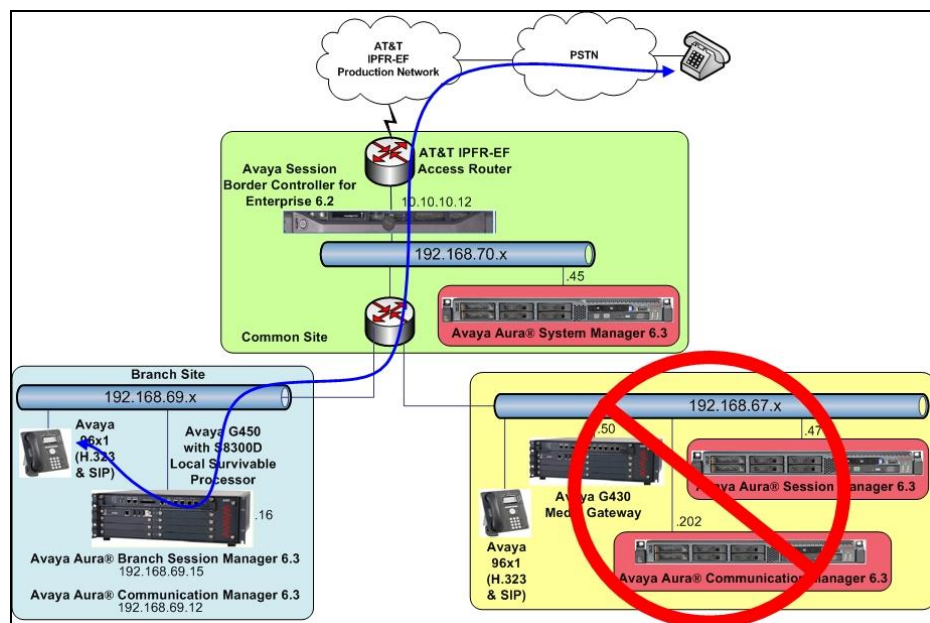 AT&T
IPFR-EF
Production Network
PSTN
AT&T IPFR-EF
Access Router
Avaya Session
Border Controller for
Enterprise 6.2
10.10.10.12
192.168.70.x
.45
Avaya Aura® System Manager 6.3
Common Site
Branch Site
192.168.69.x
Avaya
96x1
(H.323
& SIP)
Avaya G450
with S8300D
Local Survivable
Processor
.16
Avaya Aura® Branch Session Manager 6.3
192.168.69.15
Avaya Aura® Communication Manager 6.3
192.168.69.12
192.168.67.x
.50
.47
Avaya G430
Media Gateway
Avaya Aura® Session Manager 6.3
.202
Avaya
96x1
(H.323
& SIP)
Avaya Aura® Communication Manager 6.3